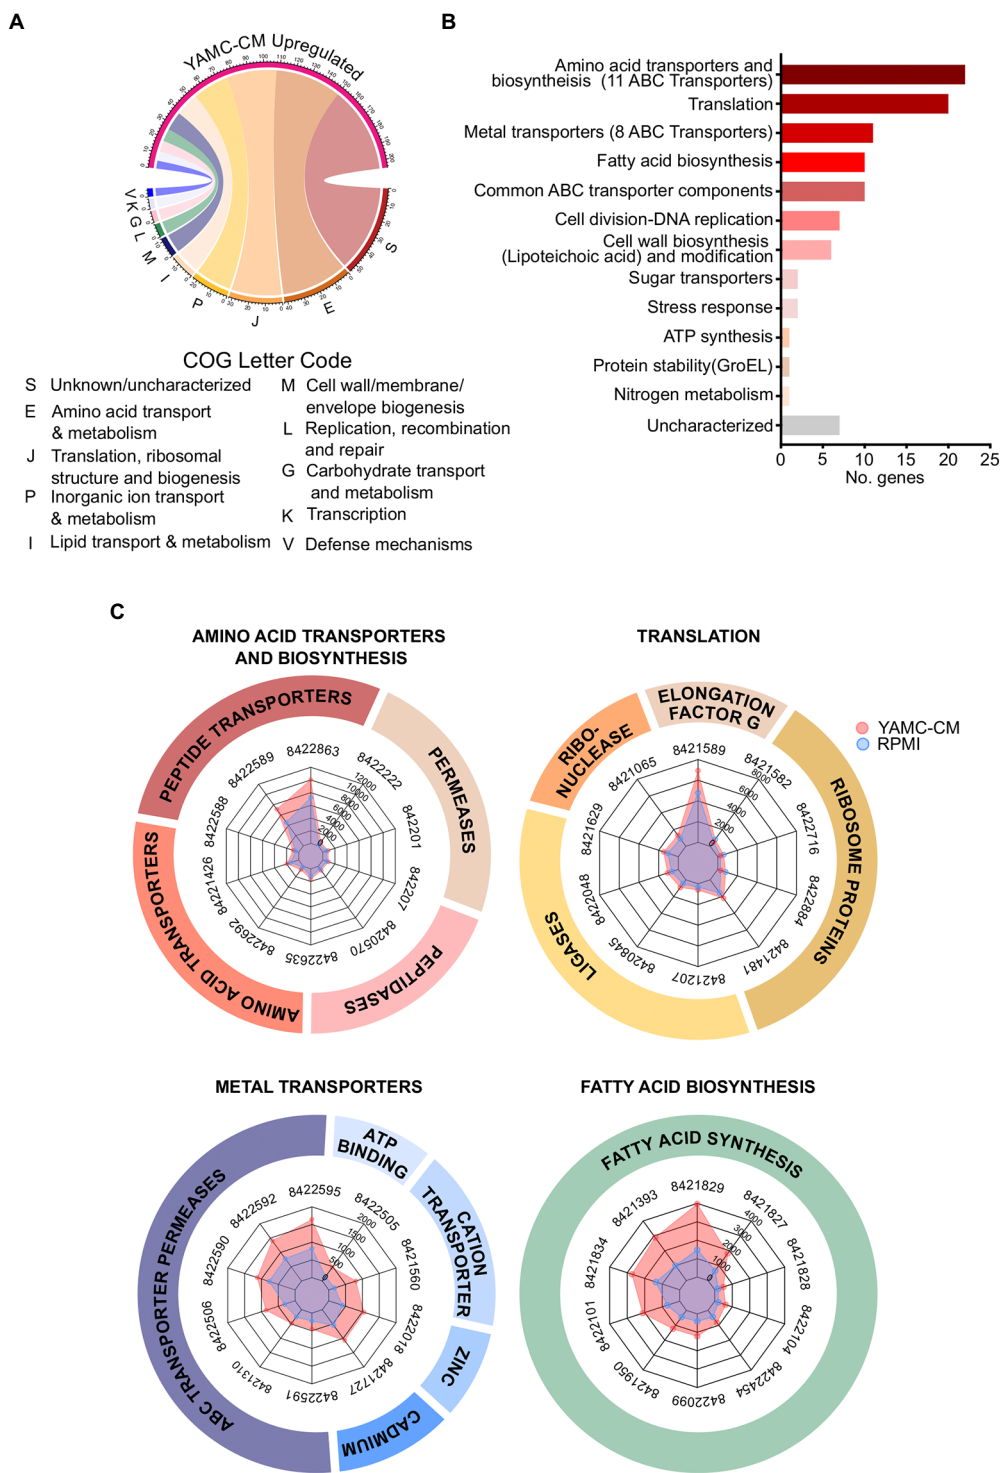 A
YAMC-CM Upregulated
V
K
G
L
M
I
P
J
E
S
COG Letter Code
S Unknown/uncharacterized
E Amino acid transport
& metabolism
J Translation, ribosomal
structure and biogenesis
P Inorganic ion transport
& metabolism
I Lipid transport & metabolism
M Cell wall/membrane/
envelope biogenesis
L Replication, recombination
and repair
G Carbohydrate transport
and metabolism
K Transcription
V Defense mechanisms
B
Amino acid transporters and
biosyntheisis (11 ABC Transporters)
Translation
Metal transporters (8 ABC Transporters)
Fatty acid biosynthesis
Common ABC transporter components
Cell division-DNA replication
Cell wall biosynthesis
(Lipoteichoic acid) and modification
Sugar transporters
Stress response
ATP synthesis
Protein stability(GroEL)
Nitrogen metabolism
Uncharacterized
0 5 10 15 20 25
No. genes
C
AMINO ACID TRANSPORTERS
AND BIOSYNTHESIS
PEPTIDE TRANSPORTERS
PERMEASES
PEPTIDASES
AMINO ACID TRANSPORTERS
8422863
8422222
842201
842207
8420570
8422635
8422692
84221426
8422588
8422589
12000
10000
8000
6000
4000
2000
0
TRANSLATION
RIBO-
NUCLEASE
ELONGATION
FACTOR G
RIBOSOME PROTEINS
LIGASES
8421589
8421582
8422716
8422884
8421481
8421207
8420845
8422048
8421629
8421065
8000
6000
4000
2000
0
YAMC-CM
RPMI
METAL TRANSPORTERS
ATP
BINDING
CATION
TRANSPORTER
ZINC
CADMIUM
ABC TRANSPORTER PERMEASES
8422595
8422505
8421560
8422018
8421727
8422591
8421310
8422506
8422590
8422592
2000
1500
1000
500
0
FATTY ACID BIOSYNTHESIS
FATTY ACID SYNTHESIS
8421829
8421827
8421828
8422104
8422454
8422099
8421950
8422101
8421834
8421393
4000
3000
2000
1000
0